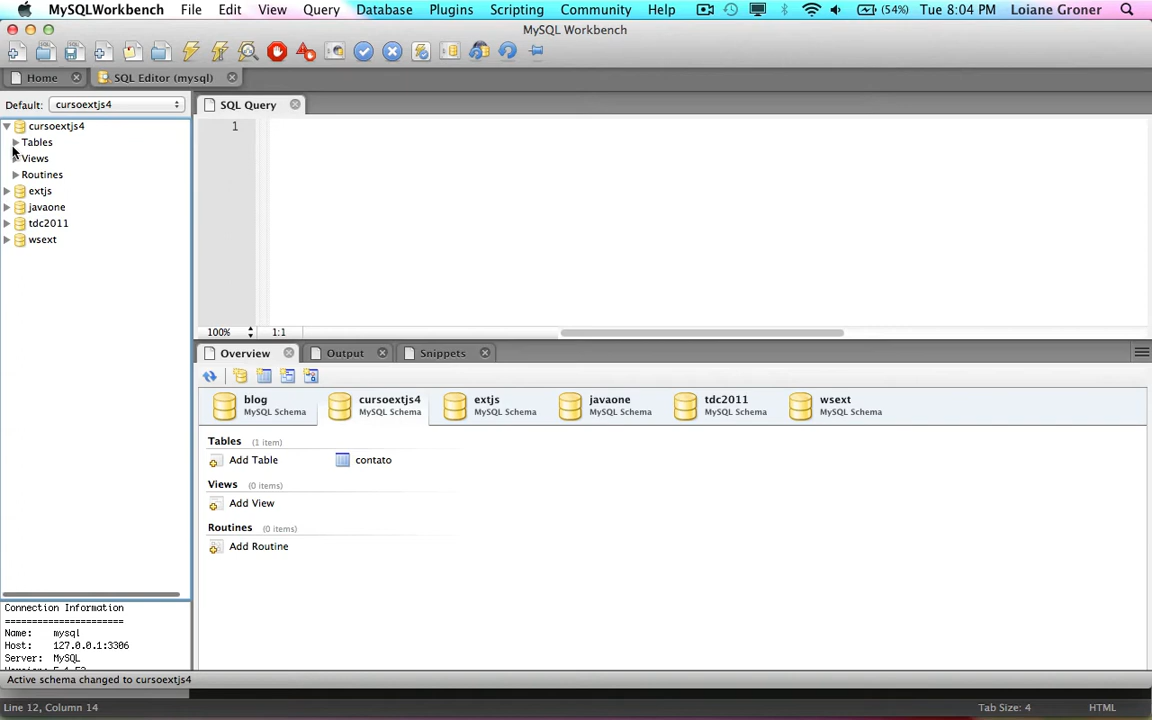 MySQLWorkbench File Edit View Query Database Plugins Scripting Community Help (54%) Tue 8:04 PM Loiane Groner
MySQL Workbench
Home SQL Editor (mysql)
Default: cursoextjs4
cursoextjs4
Tables
Views
Routines
extjs
javaone
tdc2011
wsext
SQL Query
1
100% 1:1
Overview Output Snippets
blog
MySQL Schema
cursoextjs4
MySQL Schema
extjs
MySQL Schema
javaone
MySQL Schema
tdc2011
MySQL Schema
wsext
MySQL Schema
Tables (1 item)
Add Table contato
Views (0 items)
Add View
Routines (0 items)
Add Routine
Connection Information
======================
Name: mysql
Host: 127.0.0.1:3306
Server: MySQL
Active schema changed to cursoextjs4
Line 12, Column 14 Tab Size: 4 HTML